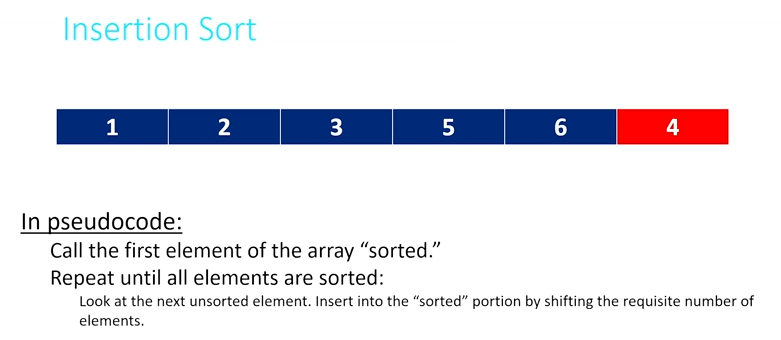 Insertion Sort
1 2 3 5 6 4
In pseudocode:
Call the first element of the array “sorted.”
Repeat until all elements are sorted:
Look at the next unsorted element. Insert into the “sorted” portion by shifting the requisite number of
elements.